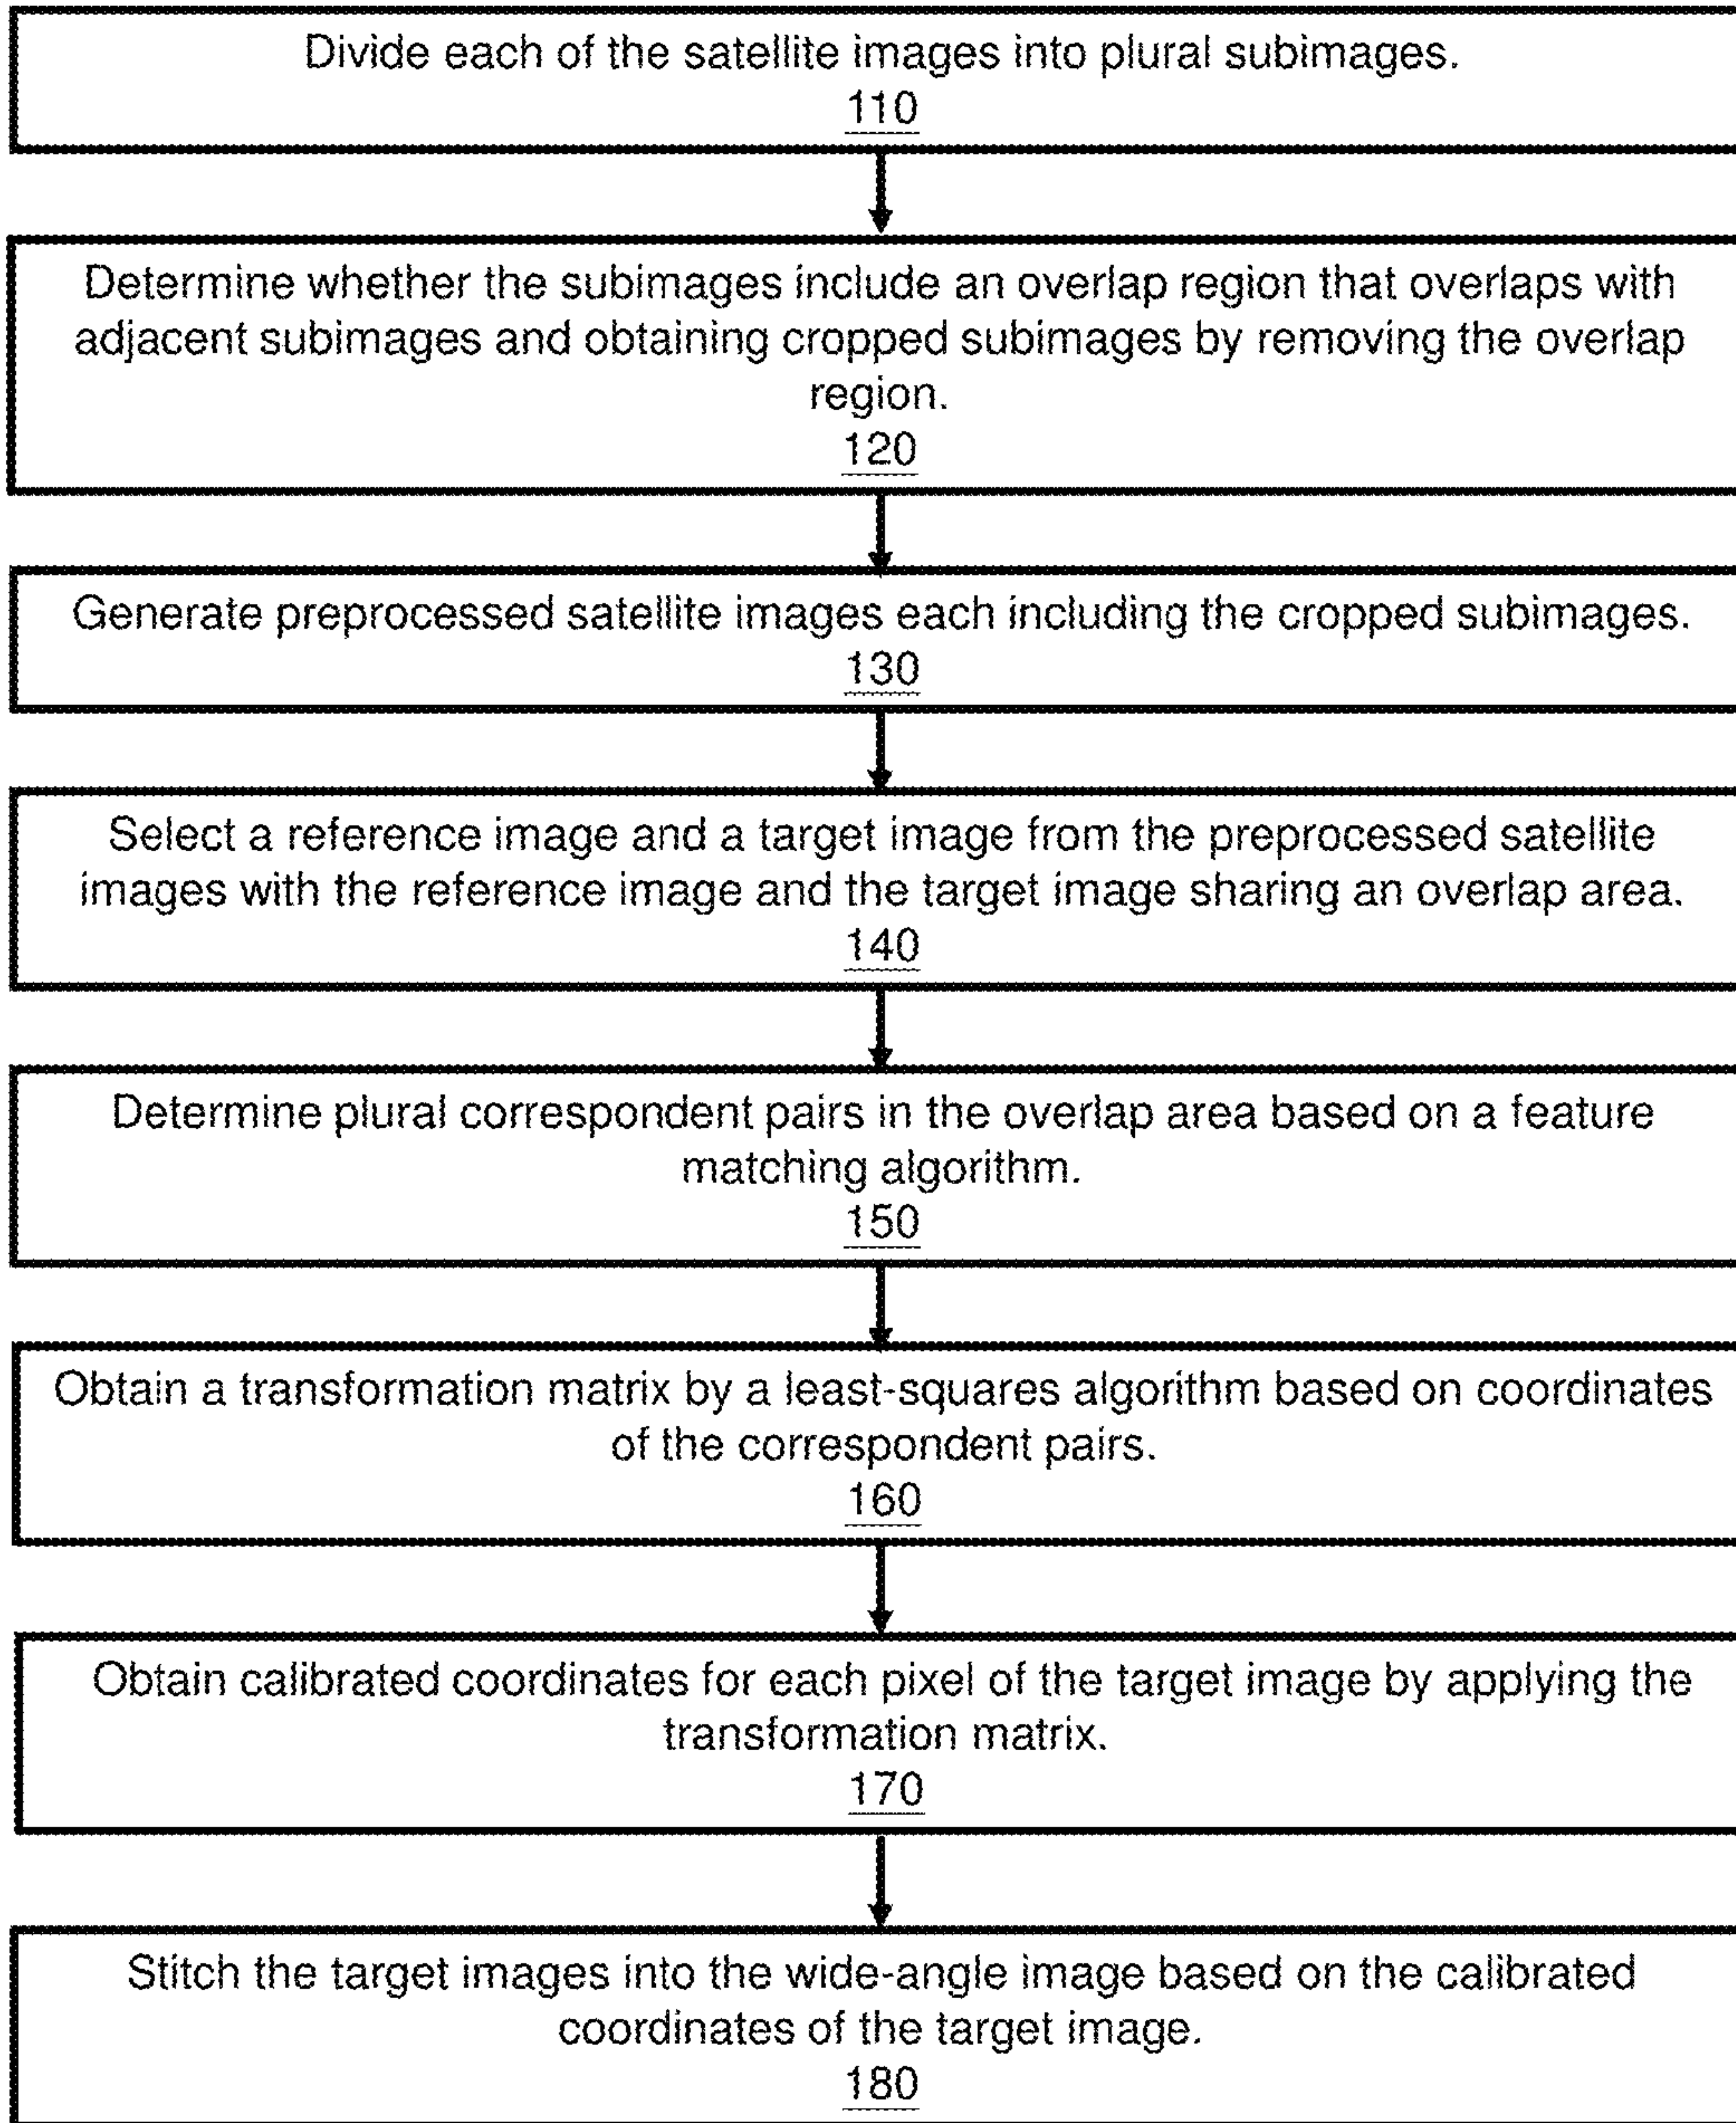 Divide each of the satellite images into plural subimages.
110
Determine whether the subimages include an overlap region that overlaps with
adjacent subimages and obtaining cropped subimages by removing the overlap
region.
120
Generate preprocessed satellite images each including the cropped subimages.
130
Select a reference image and a target image from the preprocessed satellite
images with the reference image and the target image sharing an overlap area.
140
Determine plural correspondent pairs in the overlap area based on a feature
matching algorithm.
150
Obtain a transformation matrix by a least-squares algorithm based on coordinates
of the correspondent pairs.
160
Obtain calibrated coordinates for each pixel of the target image by applying the
transformation matrix.
170
Stitch the target images into the wide-angle image based on the calibrated
coordinates of the target image.
180